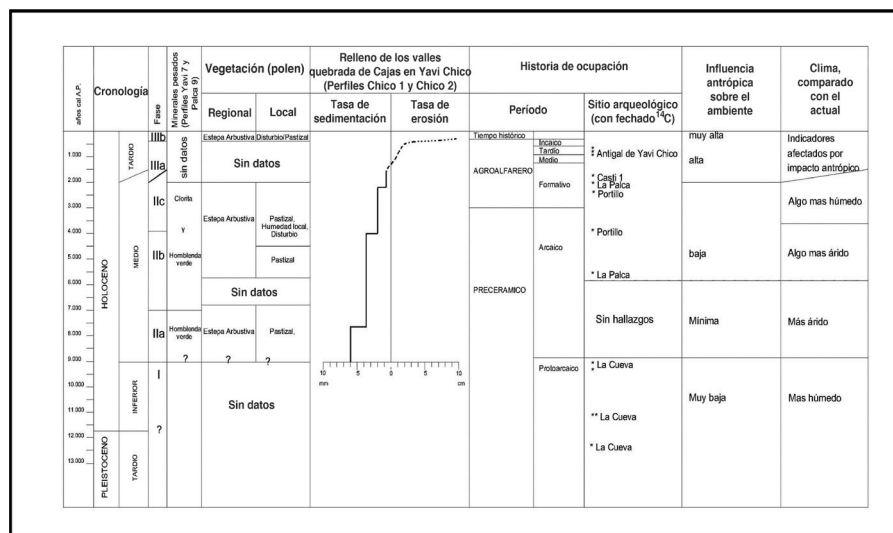 años cal A.P.
Cronología
Fase
Minerales pesados
(Perfiles Yavi 7 y
Palca 9)
Vegetación (polen)
Regional
Local
Relleno de los valles
quebrada de Cajas en Yavi Chico
(Perfiles Chico 1 y Chico 2)
Tasa de
sedimentación
Tasa de
erosión
Historia de ocupación
Período
Sitio arqueológico
(con fechado 14C)
Influencia
antrópica
sobre el
ambiente
Clima,
comparado
con el
actual
1.000
2.000
3.000
4.000
5.000
6.000
7.000
8.000
9.000
10.000
11.000
12.000
13.000
HOLOCENO
PLEISTOCENO
TARDIO
MEDIO
INFERIOR
TARDIO
IIIb
IIIa
IIc
IIb
IIa
I
?
sin datos
Clorita
y
Hornblenda
verde
Hornblenda
verde
?
Estepa Arbustiva
Disturbio/Pastizal
Sin datos
Estepa Arbustiva
Pastizal,
Humedad local,
Disturbio
Pastizal
Sin datos
Estepa Arbustiva
Pastizal,
?
?
Sin datos
10
mm
5
0
5
10
cm
Tiempo histórico
AGROALFARERO
PRECERAMICO
Incaico
Tardío
Medio
Formativo
Arcaico
Protoarcaico
*
* Antigal de Yavi Chico
* Casti 1
* La Palca
* Portillo
* Portillo
* La Palca
Sin hallazgos
* La Cueva
*
** La Cueva
* La Cueva
muy alta
alta
baja
Mínima
Muy baja
Indicadores
afectados por
impacto antrópico
Algo mas húmedo
Algo mas árido
Más árido
Mas húmedo